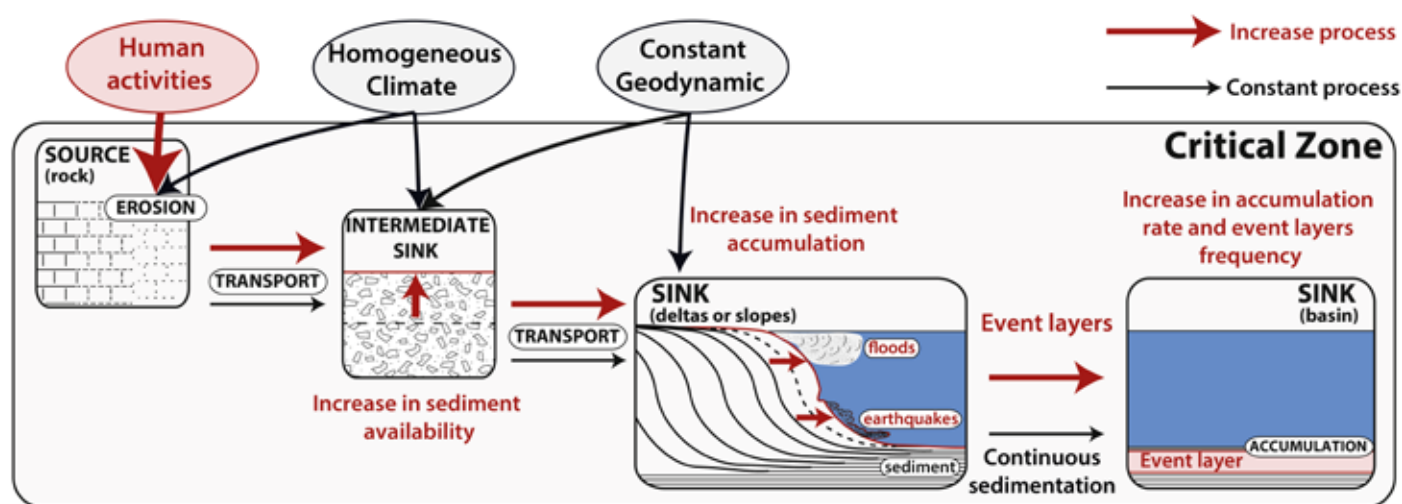 Human
activities
Homogeneous
Climate
Constant
Geodynamic
Increase process
Constant process
Critical Zone
SOURCE
(rock)
EROSION
TRANSPORT
INTERMEDIATE
SINK
Increase in sediment
availability
TRANSPORT
Increase in sediment
accumulation
SINK
(deltas or slopes)
floods
earthquakes
sediment
Event layers
Continuous
sedimentation
Increase in accumulation
rate and event layers
frequency
SINK
(basin)
ACCUMULATION
Event layer